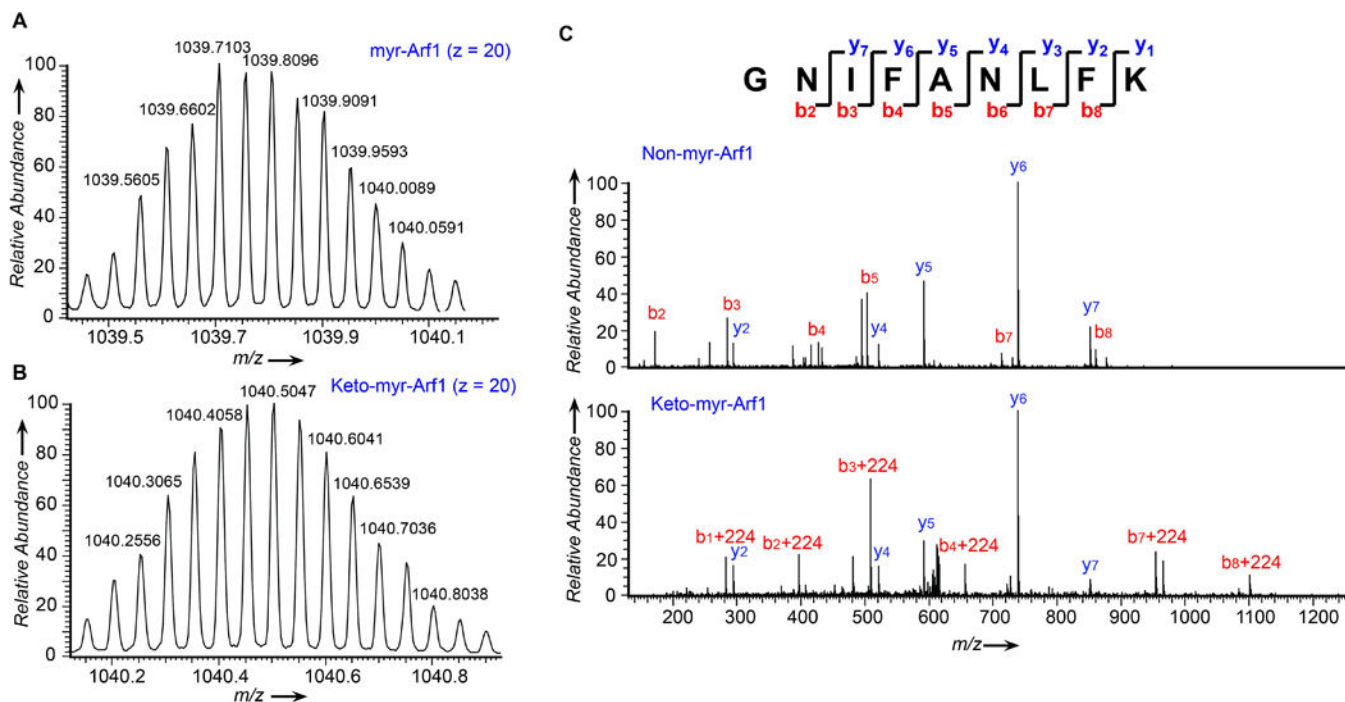 A
myr-Arf1 (z = 20)
1039.7103
1039.8096
1039.6602
1039.9091
1039.5605
1039.9593
1040.0089
1040.0591
Relative Abundance
100
80
60
40
20
0
1039.5 1039.7 1039.9 1040.1
m/z
B
Keto-myr-Arf1 (z = 20)
1040.5047
1040.4058
1040.6041
1040.3065
1040.6539
1040.2556
1040.7036
1040.8038
Relative Abundance
100
80
60
40
20
0
1040.2 1040.4 1040.6 1040.8
m/z
C
y7 y6 y5 y4 y3 y2 y1
G N I F A N L F K
b2 b3 b4 b5 b6 b7 b8
Non-myr-Arf1
Relative Abundance
100
80
60
40
20
0
b2
b3
y2
b4
b5
y4
y5
b7
y6
y7
b8
Keto-myr-Arf1
Relative Abundance
100
80
60
40
20
0
b1+224
y2
b2+224
b3+224
y4
y5
b4+224
y6
y7
b7+224
b8+224
200 300 400 500 600 700 800 900 1000 1100 1200
m/z